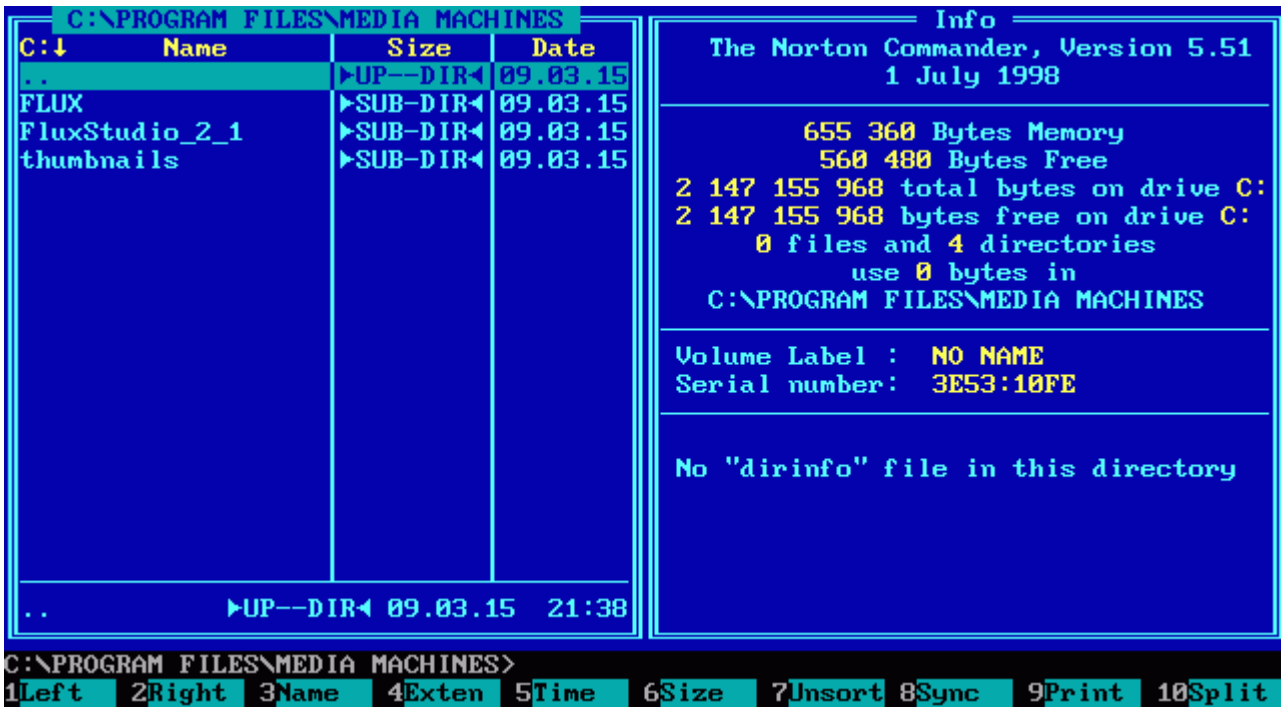 C:\PROGRAM FILES\MEDIA MACHINES
C:↓ Name Size Date
.. ►UP--DIR◄ 09.03.15
FLUX ►SUB-DIR◄ 09.03.15
FluxStudio_2_1 ►SUB-DIR◄ 09.03.15
thumbnails ►SUB-DIR◄ 09.03.15
.. ►UP--DIR◄ 09.03.15 21:38
Info
The Norton Commander, Version 5.51
1 July 1998
655 360 Bytes Memory
560 480 Bytes Free
2 147 155 968 total bytes on drive C:
2 147 155 968 bytes free on drive C:
0 files and 4 directories
use 0 bytes in
C:\PROGRAM FILES\MEDIA MACHINES
Volume Label : NO NAME
Serial number: 3E53:10FE
No "dirinfo" file in this directory
C:\PROGRAM FILES\MEDIA MACHINES>
1Left 2Right 3Name 4Exten 5Time 6Size 7Unsort 8Sync 9Print 10Split